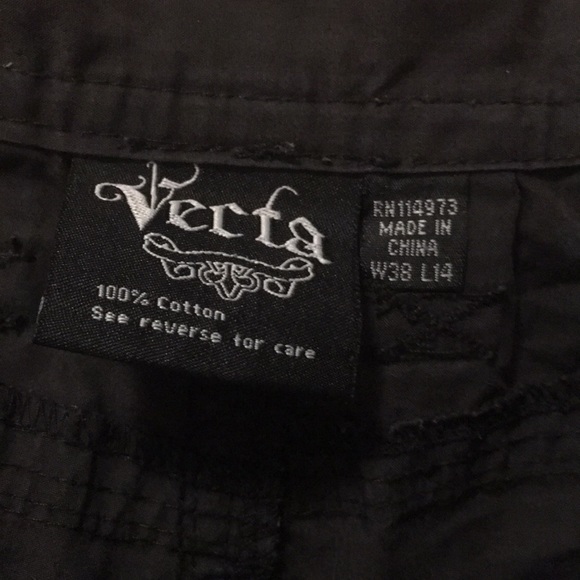 Vecta
100% Cotton
See reverse for care
RN114973
MADE IN
CHINA
W38 L14